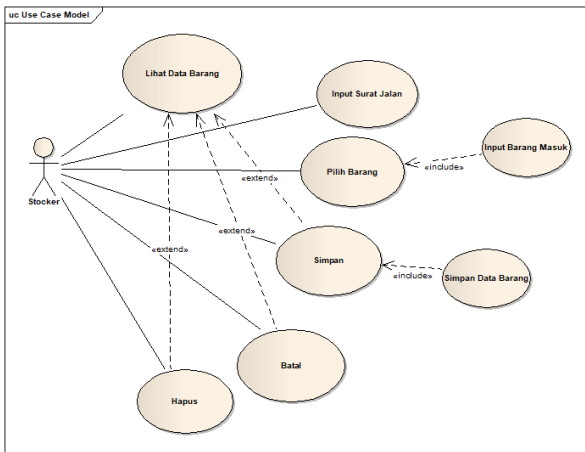 uc Use Case Model
Lihat Data Barang
Input Surat Jalan
Input Barang Masuk
Pilih Barang
«include»
«extend»
Stocker
«extend»
«extend»
Simpan
«include»
Simpan Data Barang
Batal
Hapus